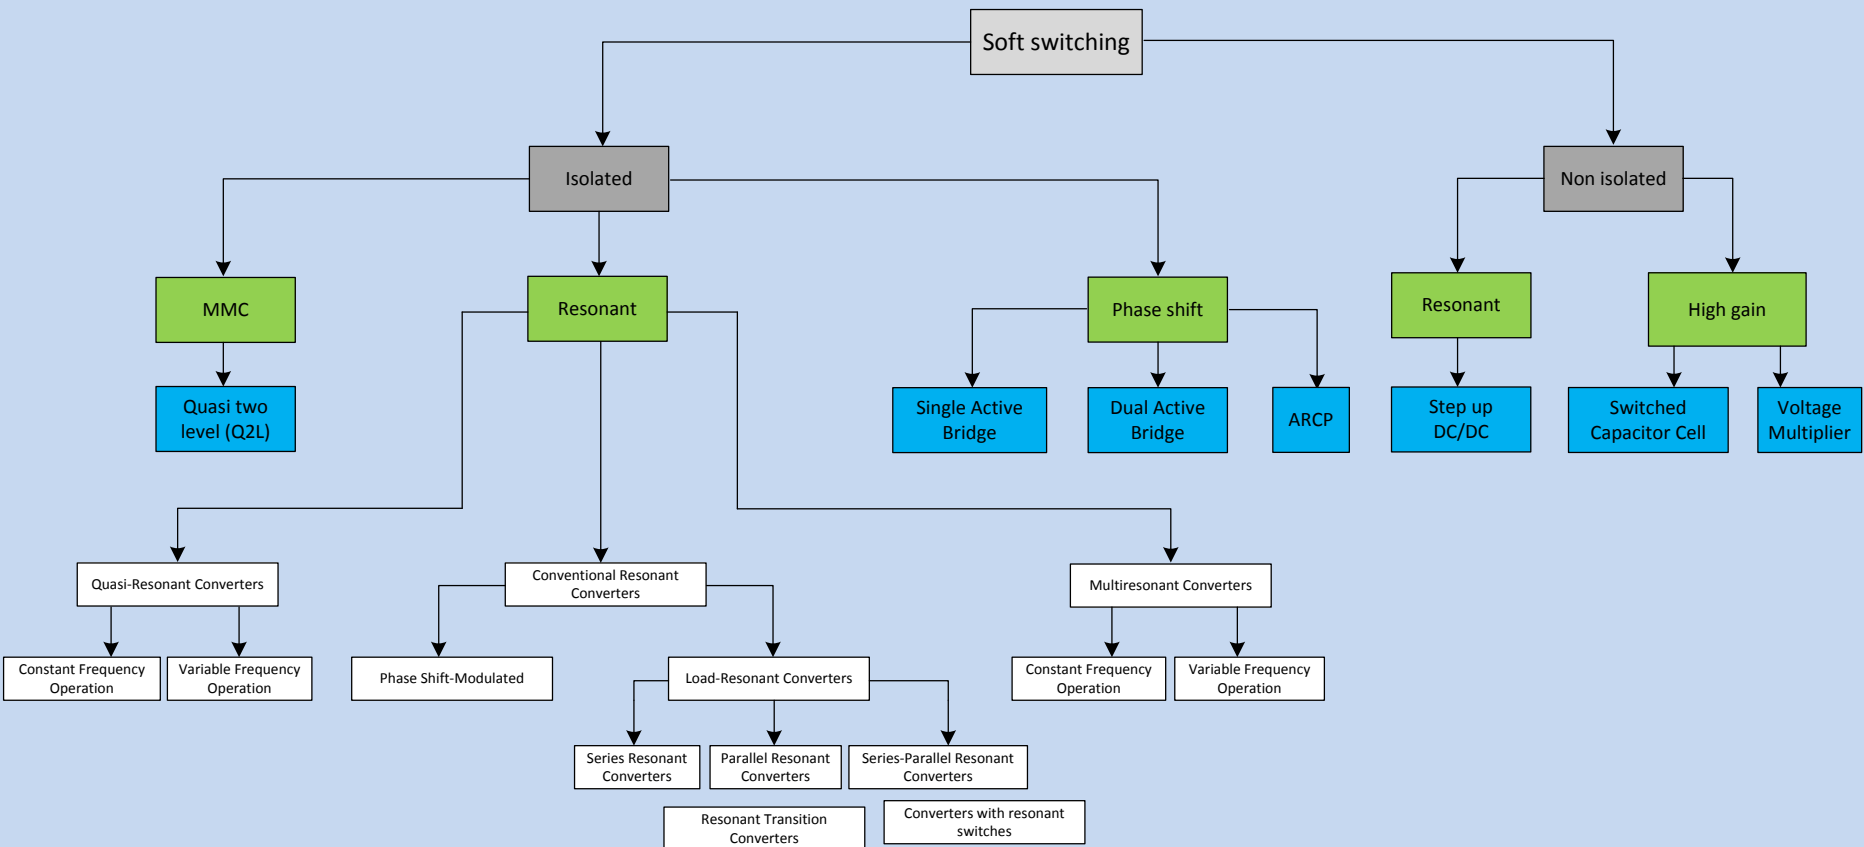 Soft switching
Isolated
Non isolated
MMC
Resonant
Phase shift
Resonant
High gain
Quasi two
level (Q2L)
Single Active
Bridge
Dual Active
Bridge
ARCP
Step up
DC/DC
Switched
Capacitor Cell
Voltage
Multiplier
Quasi-Resonant Converters
Conventional Resonant
Converters
Multiresonant Converters
Constant Frequency
Operation
Variable Frequency
Operation
Phase Shift-Modulated
Load-Resonant Converters
Constant Frequency
Operation
Variable Frequency
Operation
Series Resonant
Converters
Parallel Resonant
Converters
Series-Parallel Resonant
Converters
Resonant Transition
Converters
Converters with resonant
switches